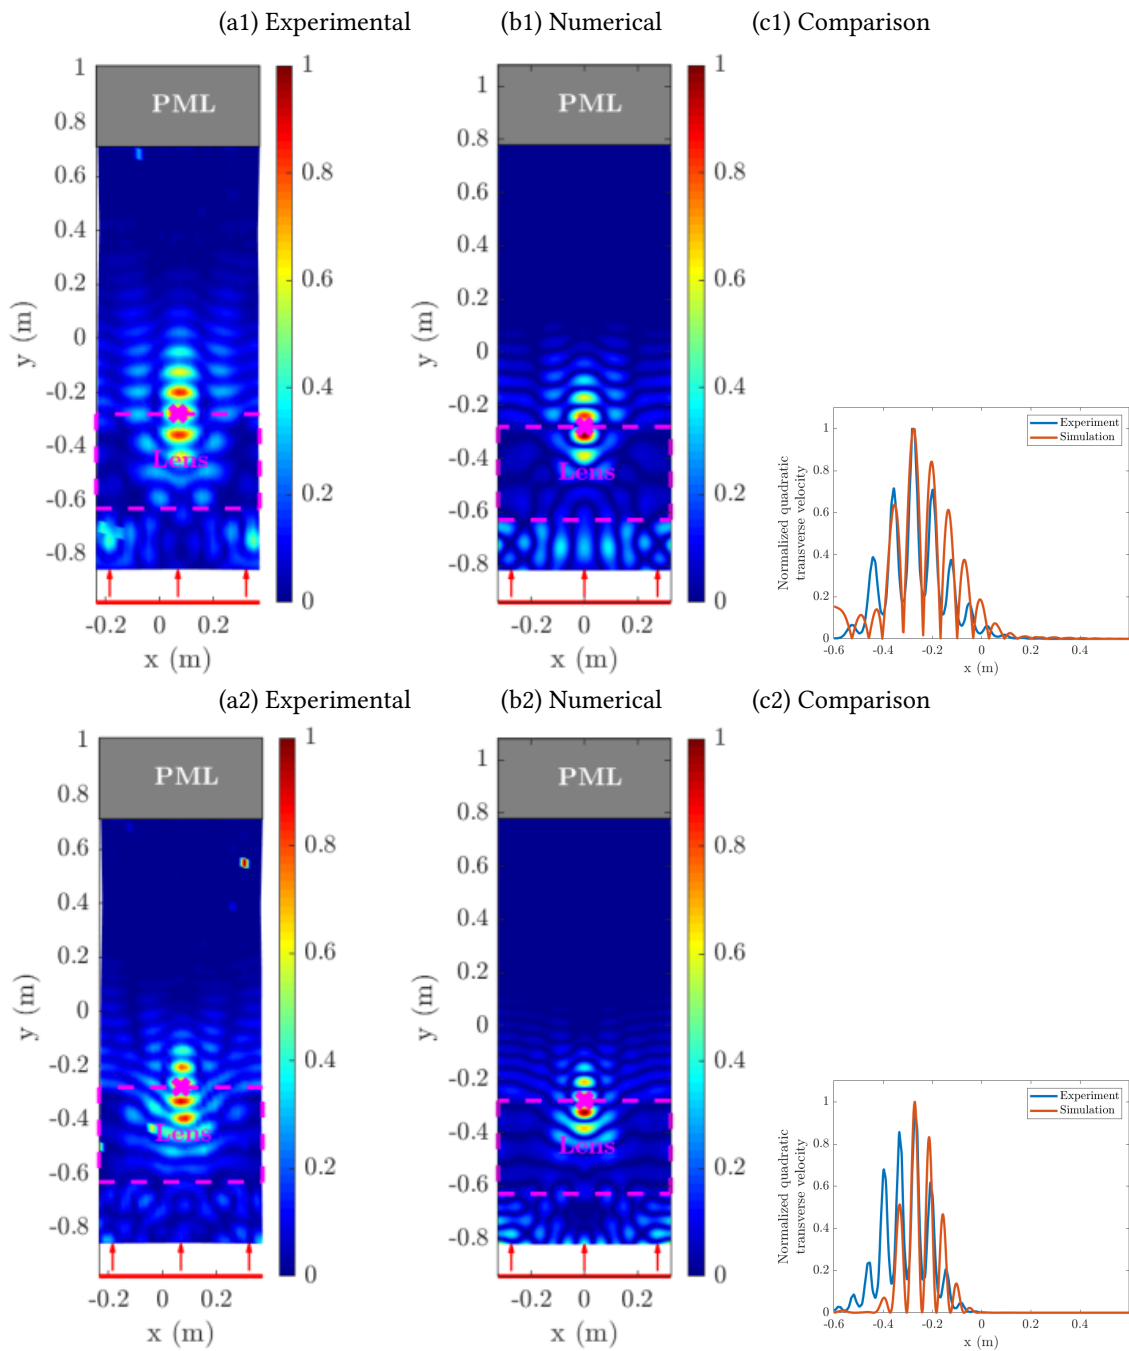 (a1) Experimental (b1) Numerical (c1) Comparison
PML
1
0.8
0.6
0.4
0.2
0
-0.2
-0.4
-0.6
-0.8
y (m)
Lens
-0.2 0 0.2
x (m)
1
0.8
0.6
0.4
0.2
0
PML
1
0.8
0.6
0.4
0.2
0
-0.2
-0.4
-0.6
-0.8
y (m)
Lens
-0.2 0 0.2
x (m)
1
0.8
0.6
0.4
0.2
0
Experiment
Simulation
Normalized quadratic
transverse velocity
1
0.8
0.6
0.4
0.2
0
-0.6 -0.4 -0.2 0 0.2 0.4 0.6
x (m)
(a2) Experimental (b2) Numerical (c2) Comparison
PML
1
0.8
0.6
0.4
0.2
0
-0.2
-0.4
-0.6
-0.8
y (m)
Lens
-0.2 0 0.2
x (m)
1
0.8
0.6
0.4
0.2
0
PML
1
0.8
0.6
0.4
0.2
0
-0.2
-0.4
-0.6
-0.8
y (m)
Lens
-0.2 0 0.2
x (m)
1
0.8
0.6
0.4
0.2
0
Experiment
Simulation
Normalized quadratic
transverse velocity
1
0.8
0.6
0.4
0.2
0
-0.6 -0.4 -0.2 0 0.2 0.4 0.6
x (m)